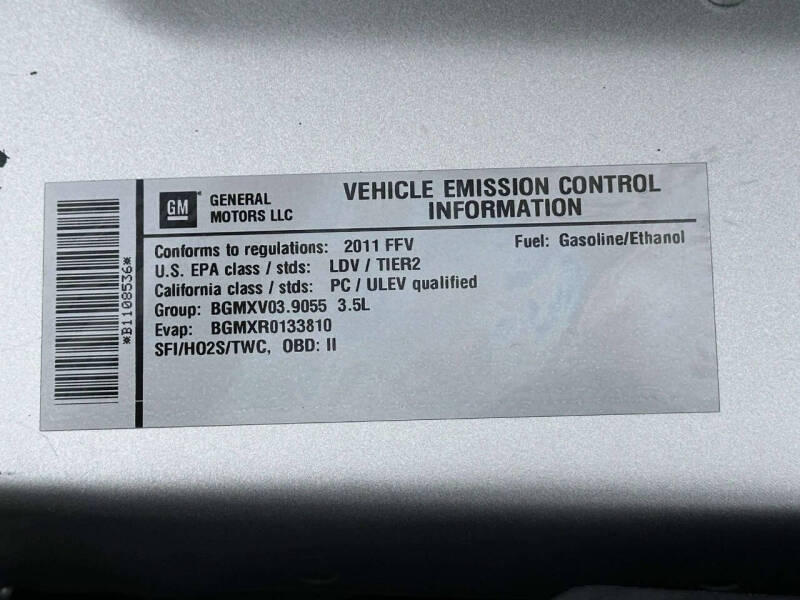 *B1108536*
GM
GENERAL
MOTORS LLC
VEHICLE EMISSION CONTROL
INFORMATION
Conforms to regulations: 2011 FFV
Fuel: Gasoline/Ethanol
U.S. EPA class / stds: LDV / TIER2
California class / stds: PC / ULEV qualified
Group: BGMXV03.9055 3.5L
Evap: BGMXR0133810
SFI/HO2S/TWC, OBD: II